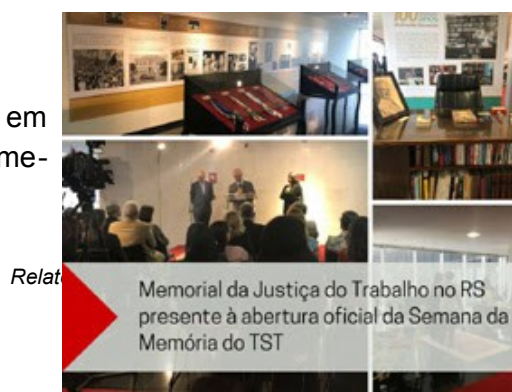 em
me-
Relat
100
Memorial da Justiça do Trabalho no RS
presente à abertura oficial da Semana da
Memória do TST